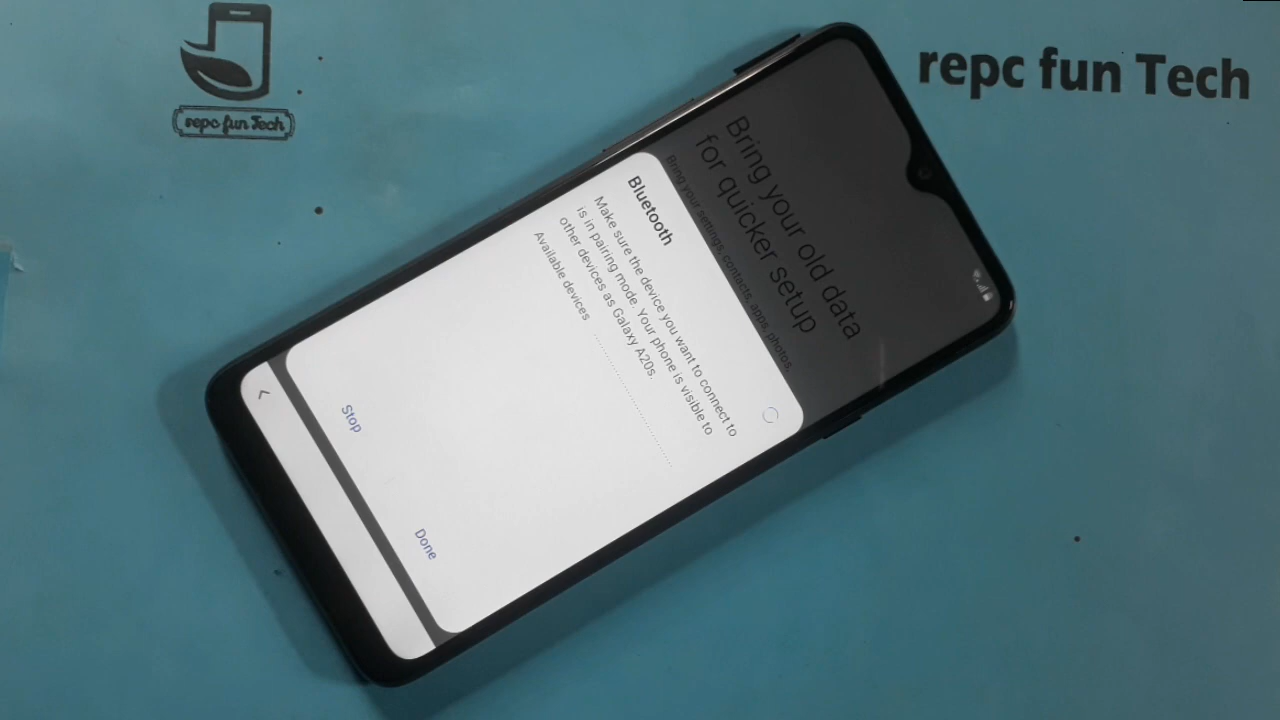 repc fun Tech
repc fun Tech
Bring your old data
for quicker setup
Bring your settings, contacts, apps, photos,
Bluetooth
Make sure the device you want to connect to
is in pairing mode. Your phone is visible to
other devices as Galaxy A20s.
Available devices
Stop
Done